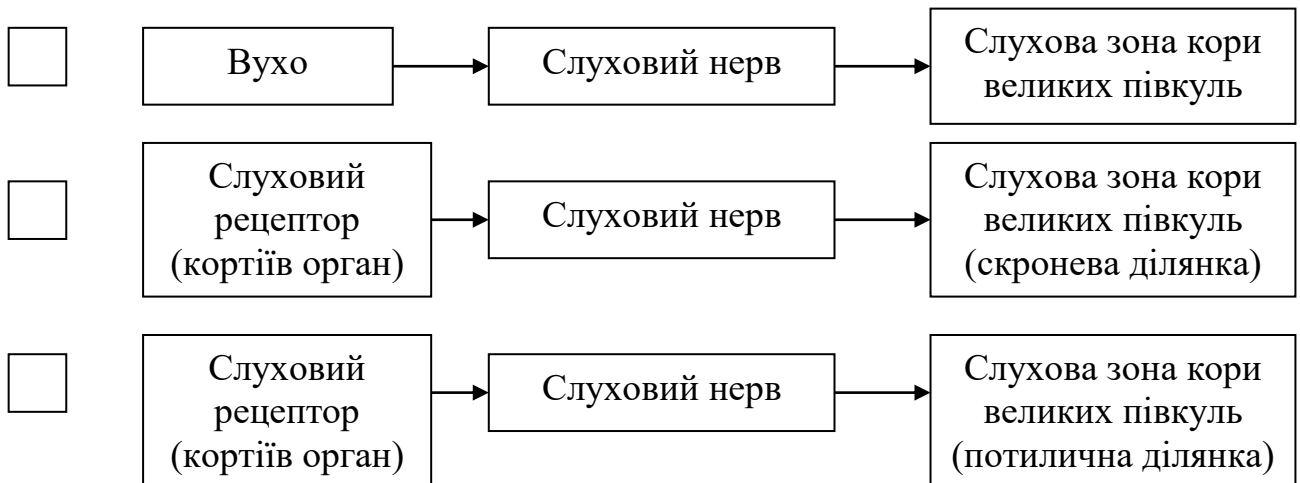 Вухо
Слуховий нерв
Слухова зона кори
великих півкуль
Слуховий
рецептор
(кортіїв орган)
Слуховий нерв
Слухова зона кори
великих півкуль
(скронева ділянка)
Слуховий
рецептор
(кортіїв орган)
Слуховий нерв
Слухова зона кори
великих півкуль
(потилична ділянка)